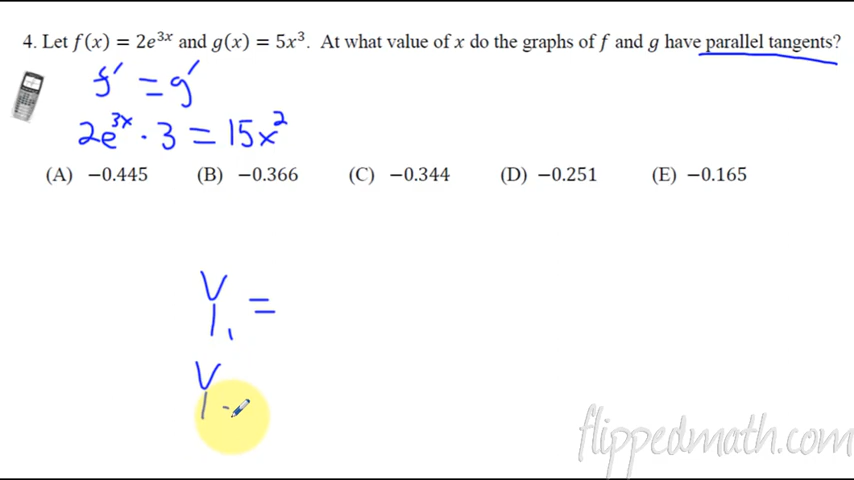 4. Let f(x) = 2e^{3x} and g(x) = 5x^3. At what value of x do the graphs of f and g have parallel tangents?
f′ = g′
2e^{3x} · 3 = 15x^2
(A) −0.445 (B) −0.366 (C) −0.344 (D) −0.251 (E) −0.165
Y₁ =
Y
flippedmath.com